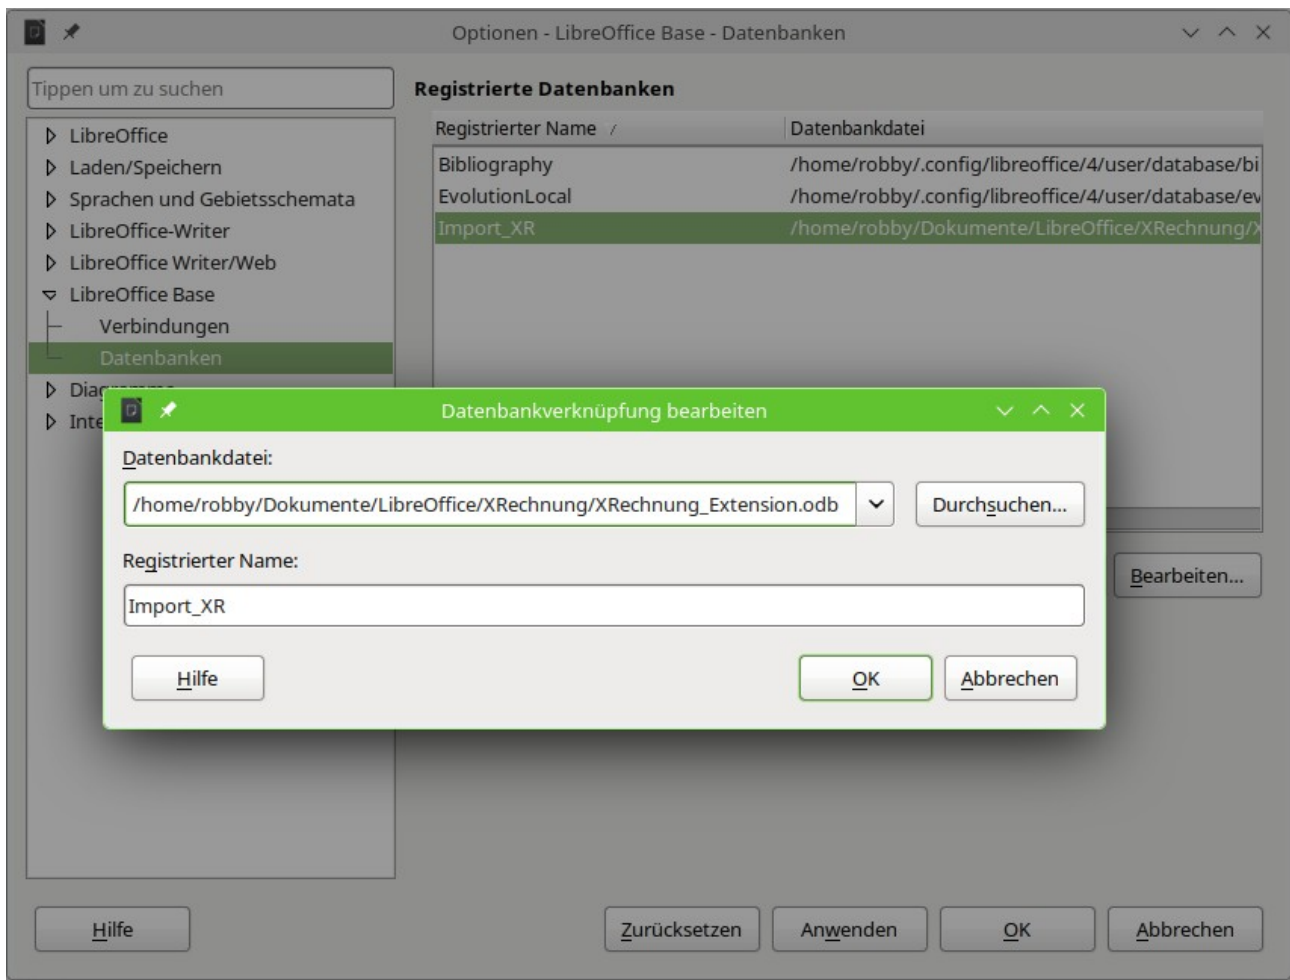 Optionen - LibreOffice Base - Datenbanken
Tippen um zu suchen
LibreOffice
Laden/Speichern
Sprachen und Gebietsschemata
LibreOffice-Writer
LibreOffice Writer/Web
LibreOffice Base
Verbindungen
Datenbanken
Registrierte Datenbanken
Registrierter Name Datenbankdatei
Bibliography /home/robby/.config/libreoffice/4/user/database/bi
EvolutionLocal /home/robby/.config/libreoffice/4/user/database/ev
Import_XR /home/robby/Dokumente/LibreOffice/XRechnung/X
Bearbeiten...
Datenbankverknüpfung bearbeiten
Datenbankdatei:
/home/robby/Dokumente/LibreOffice/XRechnung/XRechnung_Extension.odb
Durchsuchen...
Registrierter Name:
Import_XR
Hilfe OK Abbrechen
Hilfe Zurücksetzen Anwenden OK Abbrechen